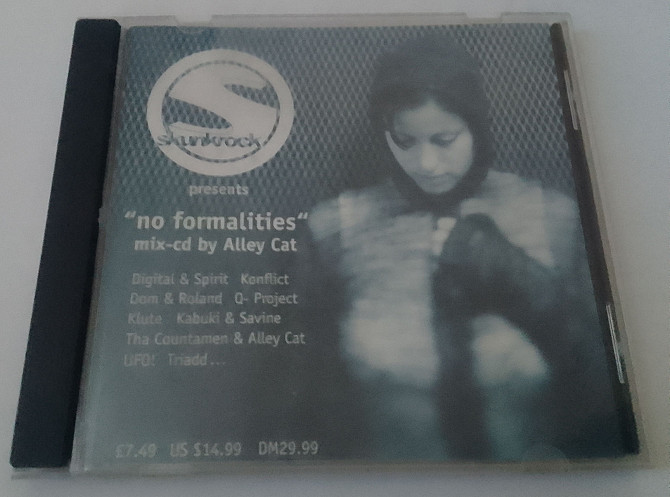 skunkrock
presents
"no formalities"
mix-cd by Alley Cat
Digital & Spirit Konflict
Dom & Roland Q- Project
Klute Kabuki & Savine
Tha Countamen & Alley Cat
UFO! Triadd...
£7.49 US $14.99 DM29.99